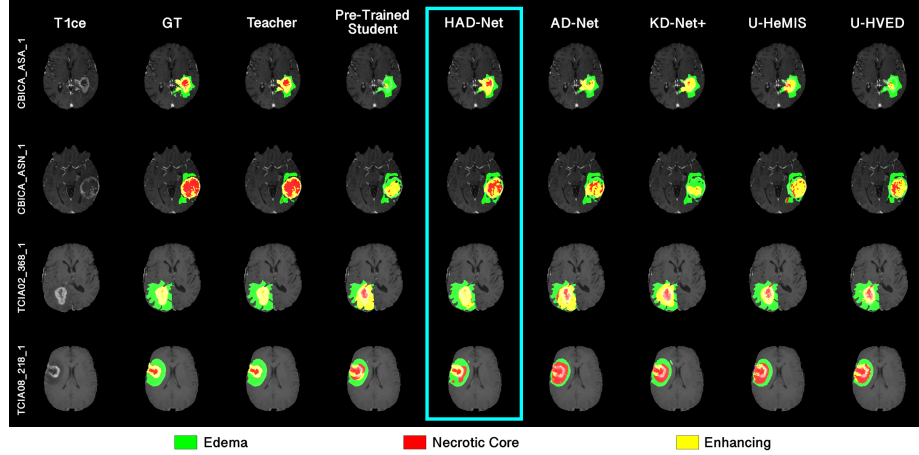 T1ce GT Teacher Pre-Trained Student HAD-Net AD-Net KD-Net+ U-HeMIS U-HVED
CBICA_ASA_1
CBICA_ASN_1
TCIA02_368_1
TCIA08_218_1
Edema Necrotic Core Enhancing